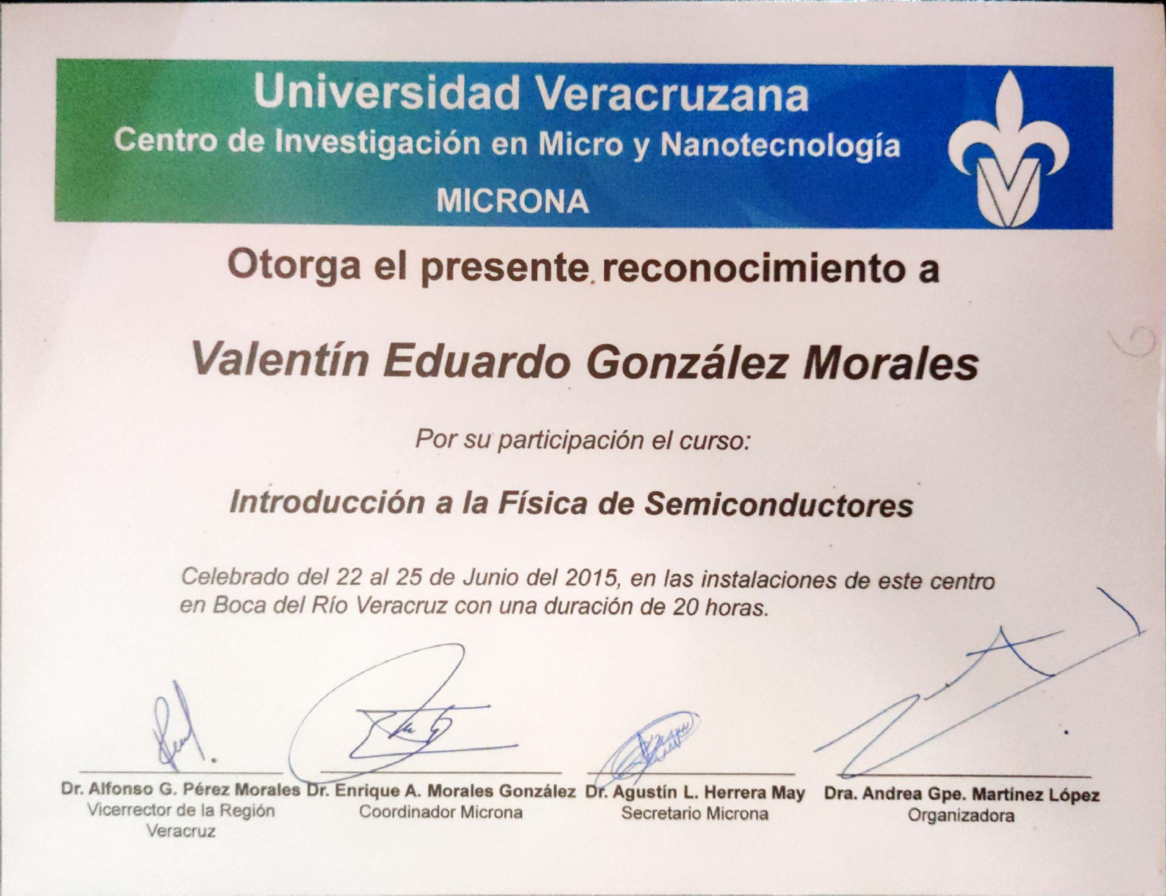 Universidad Veracruzana
Centro de Investigación en Micro y Nanotecnología
MICRONA
Otorga el presente reconocimiento a
Valentín Eduardo González Morales
Por su participación el curso:
Introducción a la Física de Semiconductores
Celebrado del 22 al 25 de Junio del 2015, en las instalaciones de este centro
en Boca del Río Veracruz con una duración de 20 horas.
Dr. Alfonso G. Pérez Morales
Vicerrector de la Región
Veracruz
Dr. Enrique A. Morales González
Coordinador Microna
Dr. Agustín L. Herrera May
Secretario Microna
Dra. Andrea Gpe. Martínez López
Organizadora